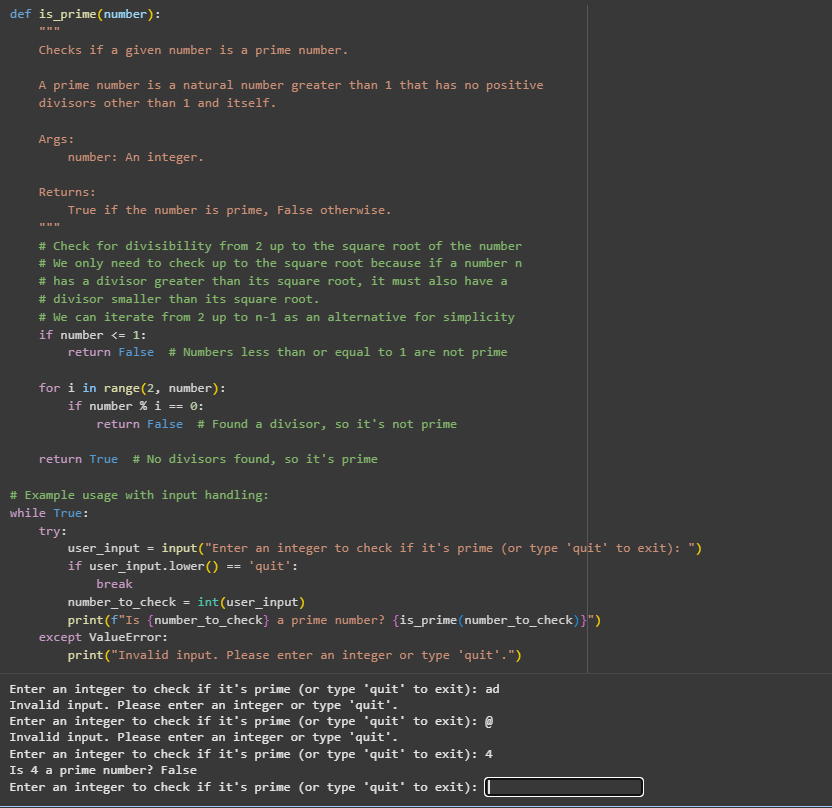 def is_prime(number):
    """
    Checks if a given number is a prime number.

    A prime number is a natural number greater than 1 that has no positive
    divisors other than 1 and itself.

    Args:
        number: An integer.

    Returns:
        True if the number is prime, False otherwise.
    """
    # Check for divisibility from 2 up to the square root of the number
    # We only need to check up to the square root because if a number n
    # has a divisor greater than its square root, it must also have a
    # divisor smaller than its square root.
    # We can iterate from 2 up to n-1 as an alternative for simplicity
    if number <= 1:
        return False  # Numbers less than or equal to 1 are not prime

    for i in range(2, number):
        if number % i == 0:
            return False  # Found a divisor, so it's not prime

    return True  # No divisors found, so it's prime

# Example usage with input handling:
while True:
    try:
        user_input = input("Enter an integer to check if it's prime (or type 'quit' to exit): ")
        if user_input.lower() == 'quit':
            break
        number_to_check = int(user_input)
        print(f"Is {number_to_check} a prime number? {is_prime(number_to_check)}")
    except ValueError:
        print("Invalid input. Please enter an integer or type 'quit'.")

Enter an integer to check if it's prime (or type 'quit' to exit): ad
Invalid input. Please enter an integer or type 'quit'.
Enter an integer to check if it's prime (or type 'quit' to exit): @
Invalid input. Please enter an integer or type 'quit'.
Enter an integer to check if it's prime (or type 'quit' to exit): 4
Is 4 a prime number? False
Enter an integer to check if it's prime (or type 'quit' to exit):